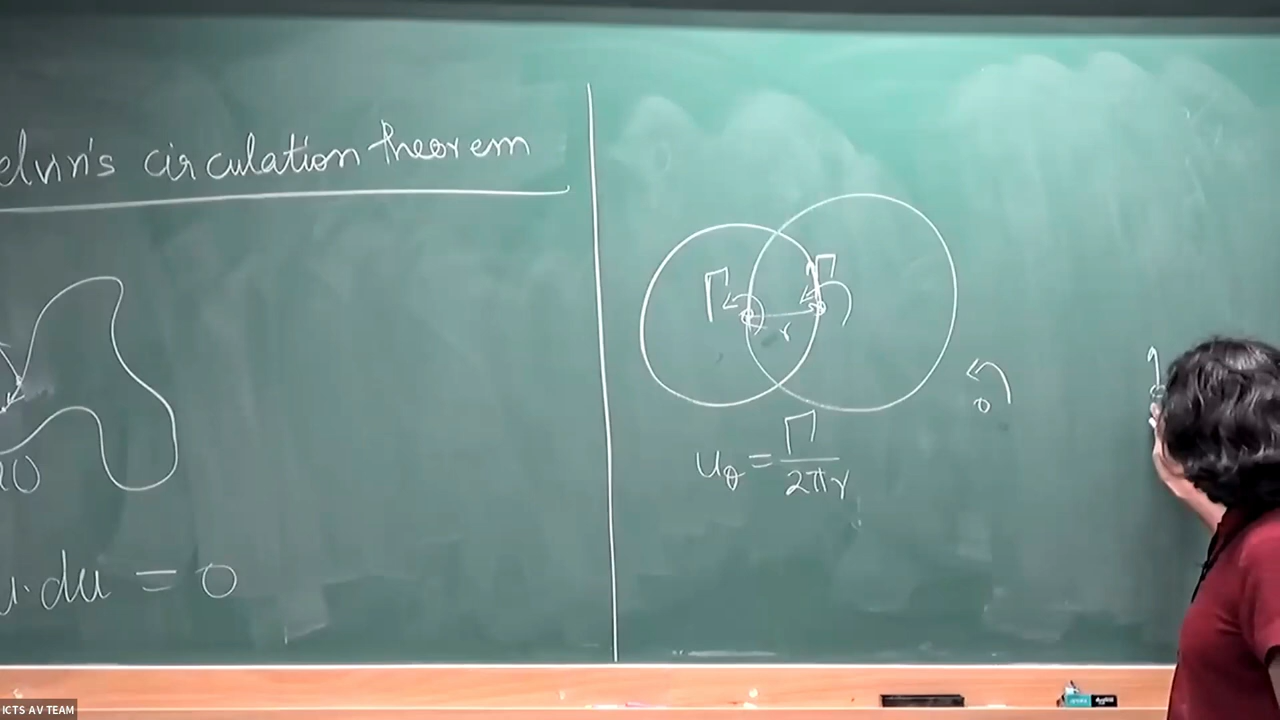 elvin's circulation theorem
u·du = 0
Γ Γ
r
u_θ = Γ / 2πr
ICTS AV TEAM